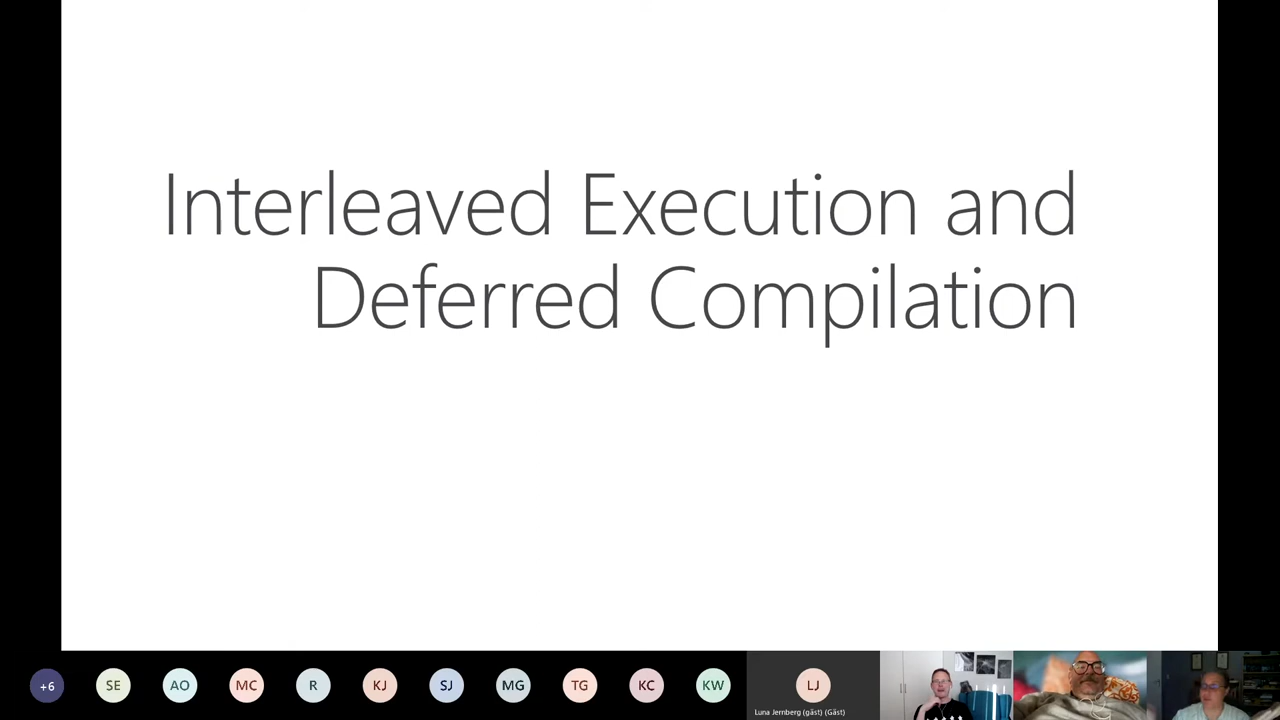 Interleaved Execution and
Deferred Compilation
+6
SE
AO
MC
R
KJ
SJ
MG
TG
KC
KW
LJ
Luna Jernberg (gäst) (Gäst)